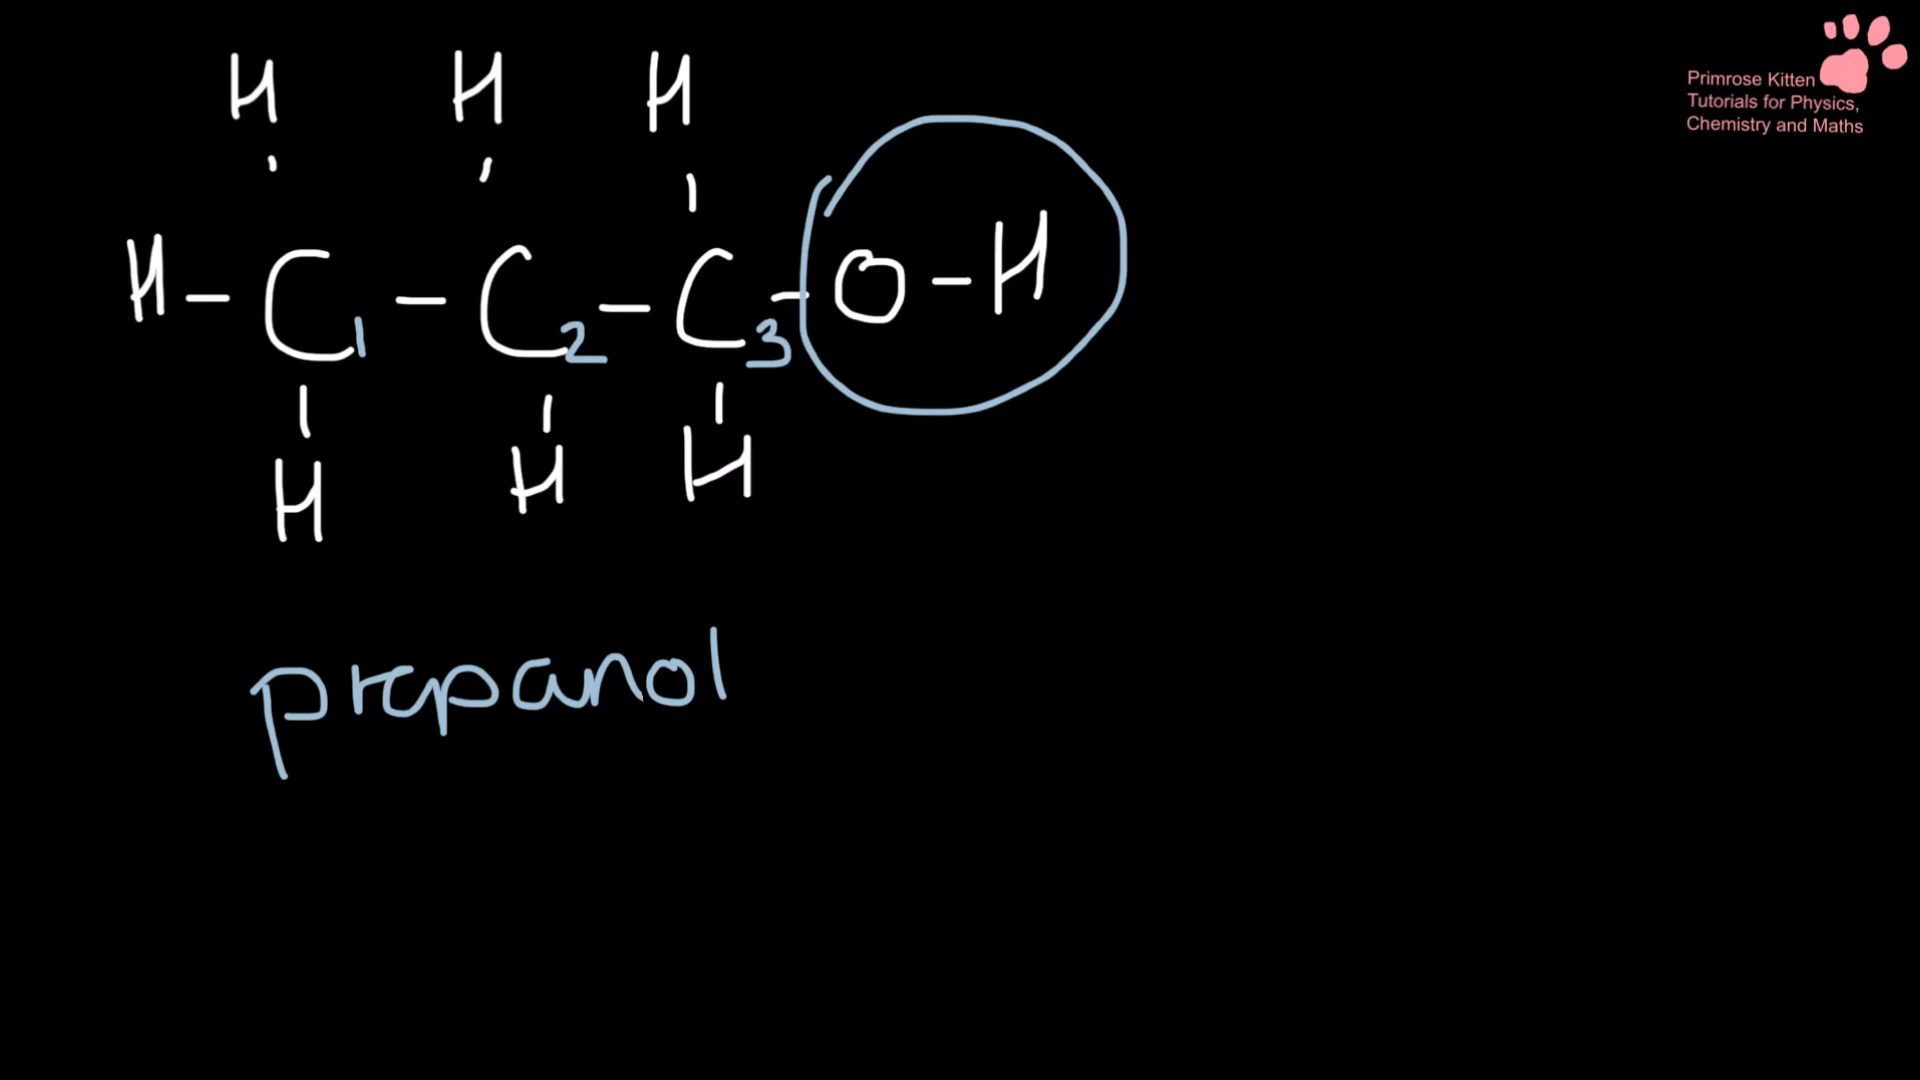 H H H
H - C1 - C2 - C3 - O - H
H H H
propanol
Primrose Kitten
Tutorials for Physics,
Chemistry and Maths